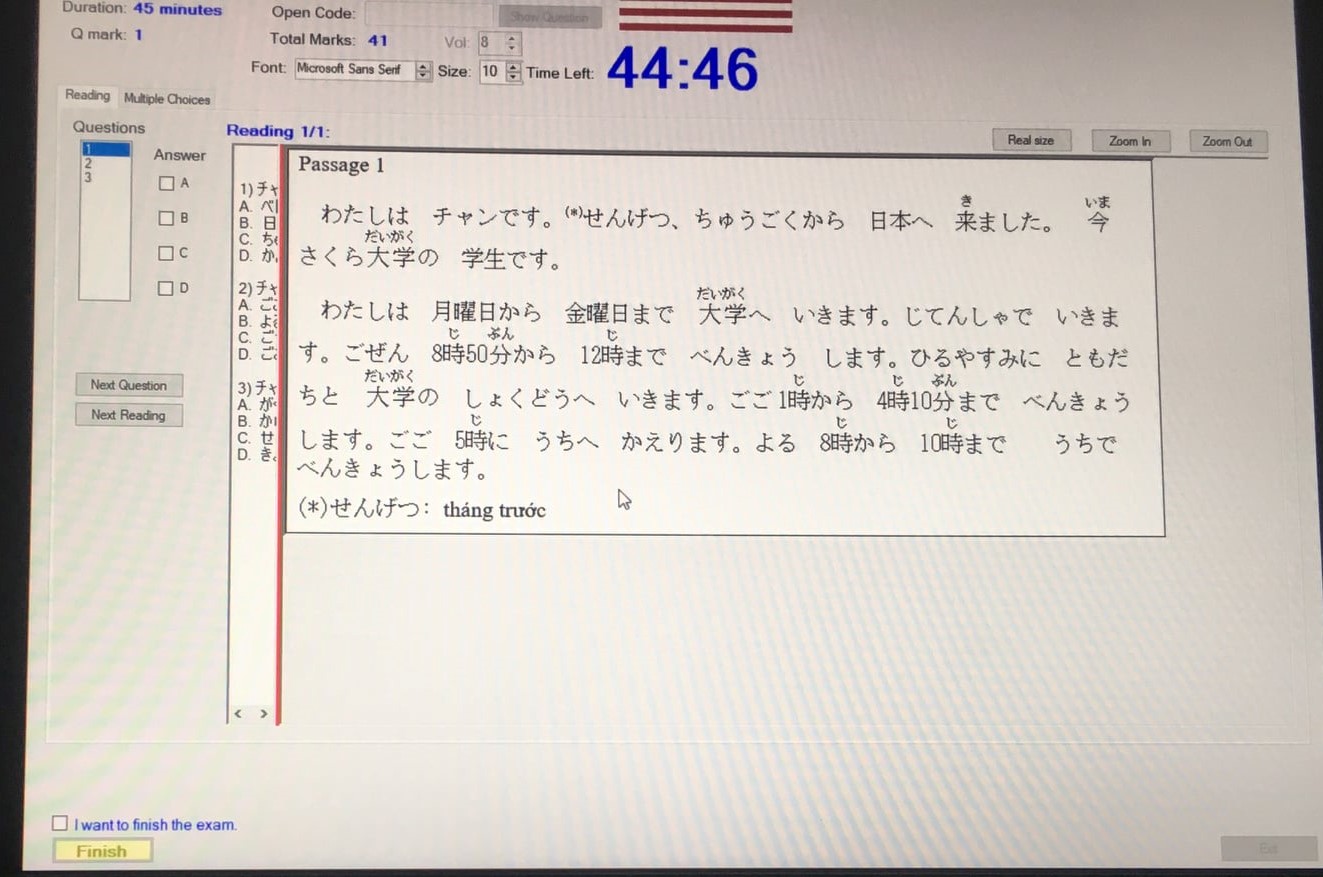 Duration: 45 minutes
Open Code:
Show Question
Q mark: 1
Total Marks: 41
Vol: 8
Font: Microsoft Sans Serif
Size: 10
Time Left: 44:46
Reading
Multiple Choices
Questions
Answer
1
2
3
A
B
C
D
Next Question
Next Reading
Reading 1/1:
Real size
Zoom In
Zoom Out
1) チャ
A.
B. 日
C.
D.
2) チャ
A.
B.
C.
D.
3) チャ
A.
B.
C. せ
D.
Passage 1
き いま
わたしは チャンです。(*)せんげつ、ちゅうごくから 日本へ 来ました。 今
だいがく
さくら大学の 学生です。
だいがく
わたしは 月曜日から 金曜日まで 大学へ いきます。じてんしゃで いきま
じ ぷん じ
す。ごぜん 8時50分から 12時まで べんきょう します。ひるやすみに ともだ
だいがく じ じ ぷん
ちと 大学の しょくどうへ いきます。ごご 1時から 4時10分まで べんきょう
じ じ じ
します。ごご 5時に うちへ かえります。よる 8時から 10時まで うちで
べんきょうします。
(*)せんげつ: tháng trước
< >
I want to finish the exam.
Finish
Exit